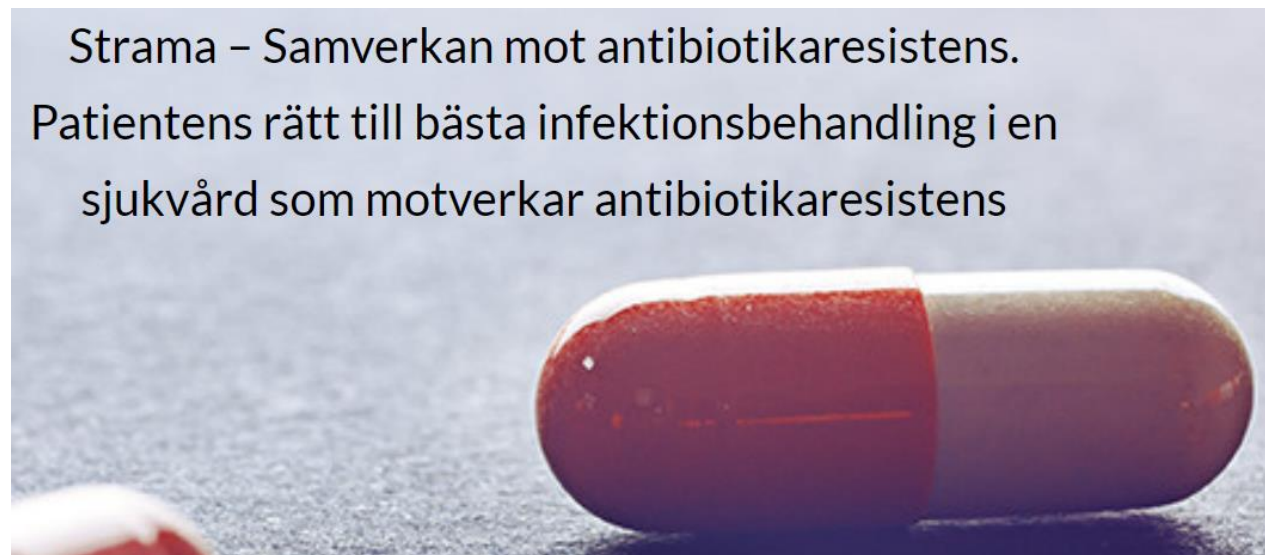 Strama – Samverkan mot antibiotikaresistens.
Patientens rätt till bästa infektionsbehandling i en
sjukvård som motverkar antibiotikaresistens